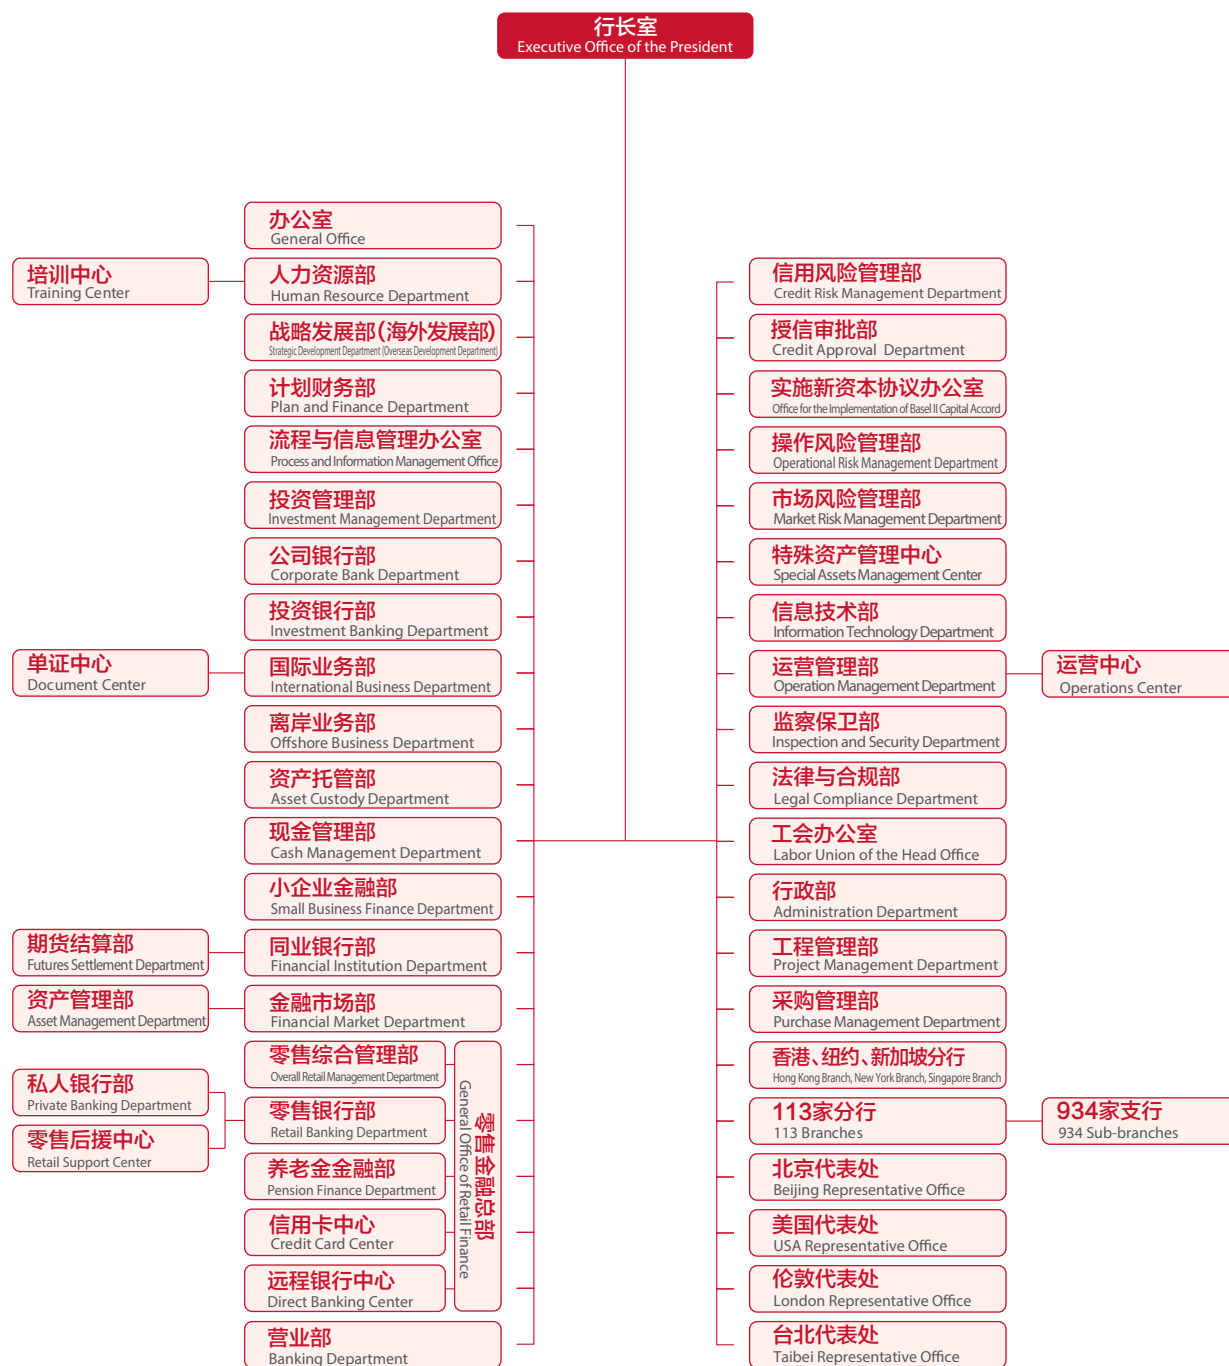 行长室
Executive Office of the President
办公室
General Office
培训中心
Training Center
人力资源部
Human Resource Department
战略发展部(海外发展部)
Strategic Development Department (Overseas Development Department)
计划财务部
Plan and Finance Department
流程与信息管理办公室
Process and Information Management Office
投资管理部
Investment Management Department
公司银行部
Corporate Bank Department
投资银行部
Investment Banking Department
单证中心
Document Center
国际业务部
International Business Department
离岸业务部
Offshore Business Department
资产托管部
Asset Custody Department
现金管理部
Cash Management Department
小企业金融部
Small Business Finance Department
期货结算部
Futures Settlement Department
同业银行部
Financial Institution Department
资产管理部
Asset Management Department
金融市场部
Financial Market Department
零售综合管理部
Overall Retail Management Department
私人银行部
Private Banking Department
零售后援中心
Retail Support Center
零售银行部
Retail Banking Department
养老金金融部
Pension Finance Department
信用卡中心
Credit Card Center
远程银行中心
Direct Banking Center
零售金融总部
General Office of Retail Finance
营业部
Banking Department
信用风险管理部
Credit Risk Management Department
授信审批部
Credit Approval Department
实施新资本协议办公室
Office for the Implementation of Basel II Capital Accord
操作风险管理部
Operational Risk Management Department
市场风险管理部
Market Risk Management Department
特殊资产管理中心
Special Assets Management Center
信息技术部
Information Technology Department
运营管理部
Operation Management Department
运营中心
Operations Center
监察保卫部
Inspection and Security Department
法律与合规部
Legal Compliance Department
工会办公室
Labor Union of the Head Office
行政部
Administration Department
工程管理部
Project Management Department
采购管理部
Purchase Management Department
香港、纽约、新加坡分行
Hong Kong Branch, New York Branch, Singapore Branch
113家分行
113 Branches
934家支行
934 Sub-branches
北京代表处
Beijing Representative Office
美国代表处
USA Representative Office
伦敦代表处
London Representative Office
台北代表处
Taibei Representative Office